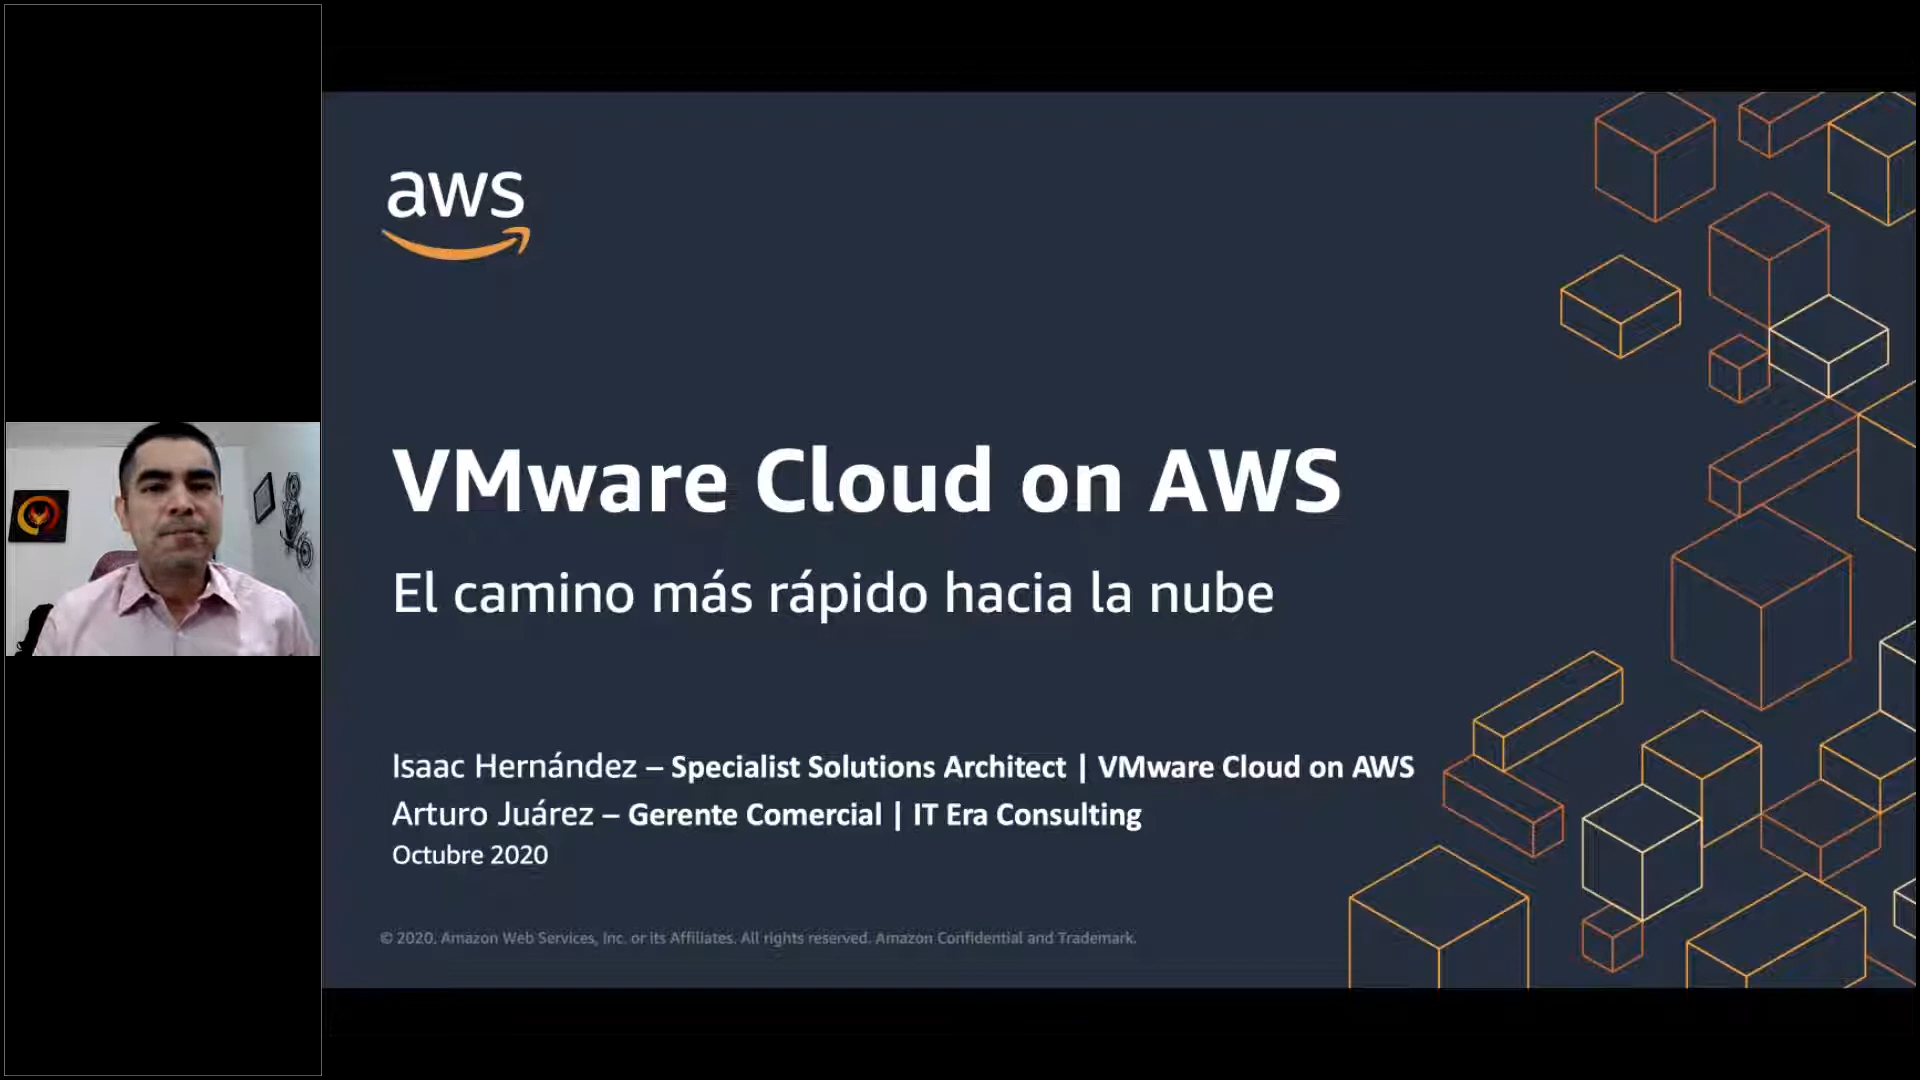 aws
VMware Cloud on AWS
El camino más rápido hacia la nube
Isaac Hernández – Specialist Solutions Architect | VMware Cloud on AWS
Arturo Juárez – Gerente Comercial | IT Era Consulting
Octubre 2020
© 2020, Amazon Web Services, Inc. or its Affiliates. All rights reserved. Amazon Confidential and Trademark.